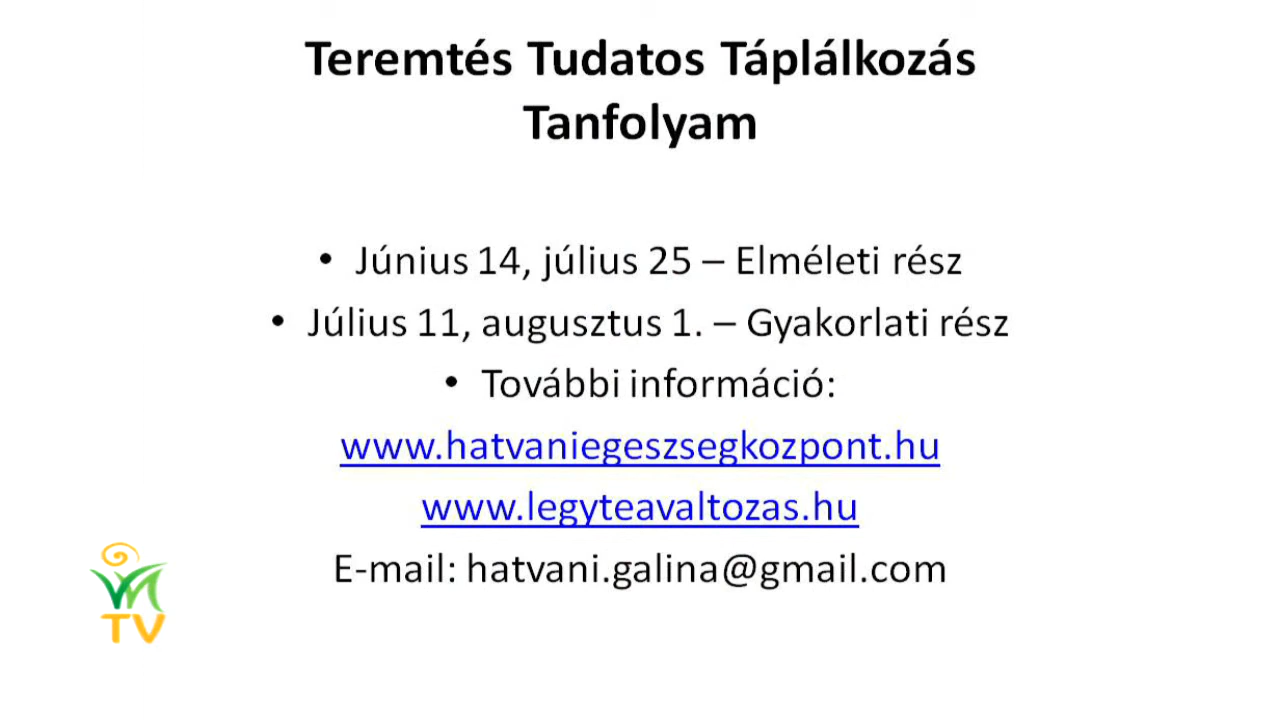 Teremtés Tudatos Táplálkozás
Tanfolyam
• Június 14, július 25 – Elméleti rész
• Július 11, augusztus 1. – Gyakorlati rész
• További információ:
www.hatvaniegeszsegkozpont.hu
www.legyteavaltozas.hu
E-mail: hatvani.galina@gmail.com
TV